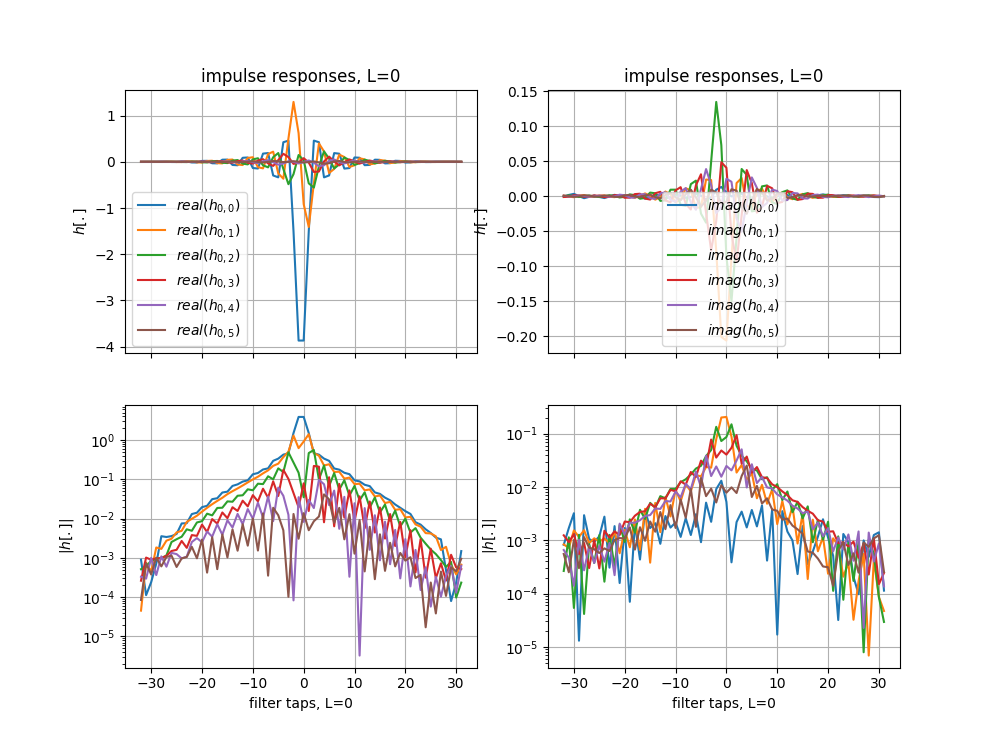 impulse responses, L=0
impulse responses, L=0
1
0
−1
−2
−3
−4
h[.]
real(h0,0)
real(h0,1)
real(h0,2)
real(h0,3)
real(h0,4)
real(h0,5)
0.15
0.10
0.05
0.00
−0.05
−0.10
−0.15
−0.20
h[.]
imag(h0,0)
imag(h0,1)
imag(h0,2)
imag(h0,3)
imag(h0,4)
imag(h0,5)
10^0
10^−1
10^−2
10^−3
10^−4
10^−5
|h[.]|
−30 −20 −10 0 10 20 30
filter taps, L=0
10^−1
10^−2
10^−3
10^−4
10^−5
|h[.]|
−30 −20 −10 0 10 20 30
filter taps, L=0